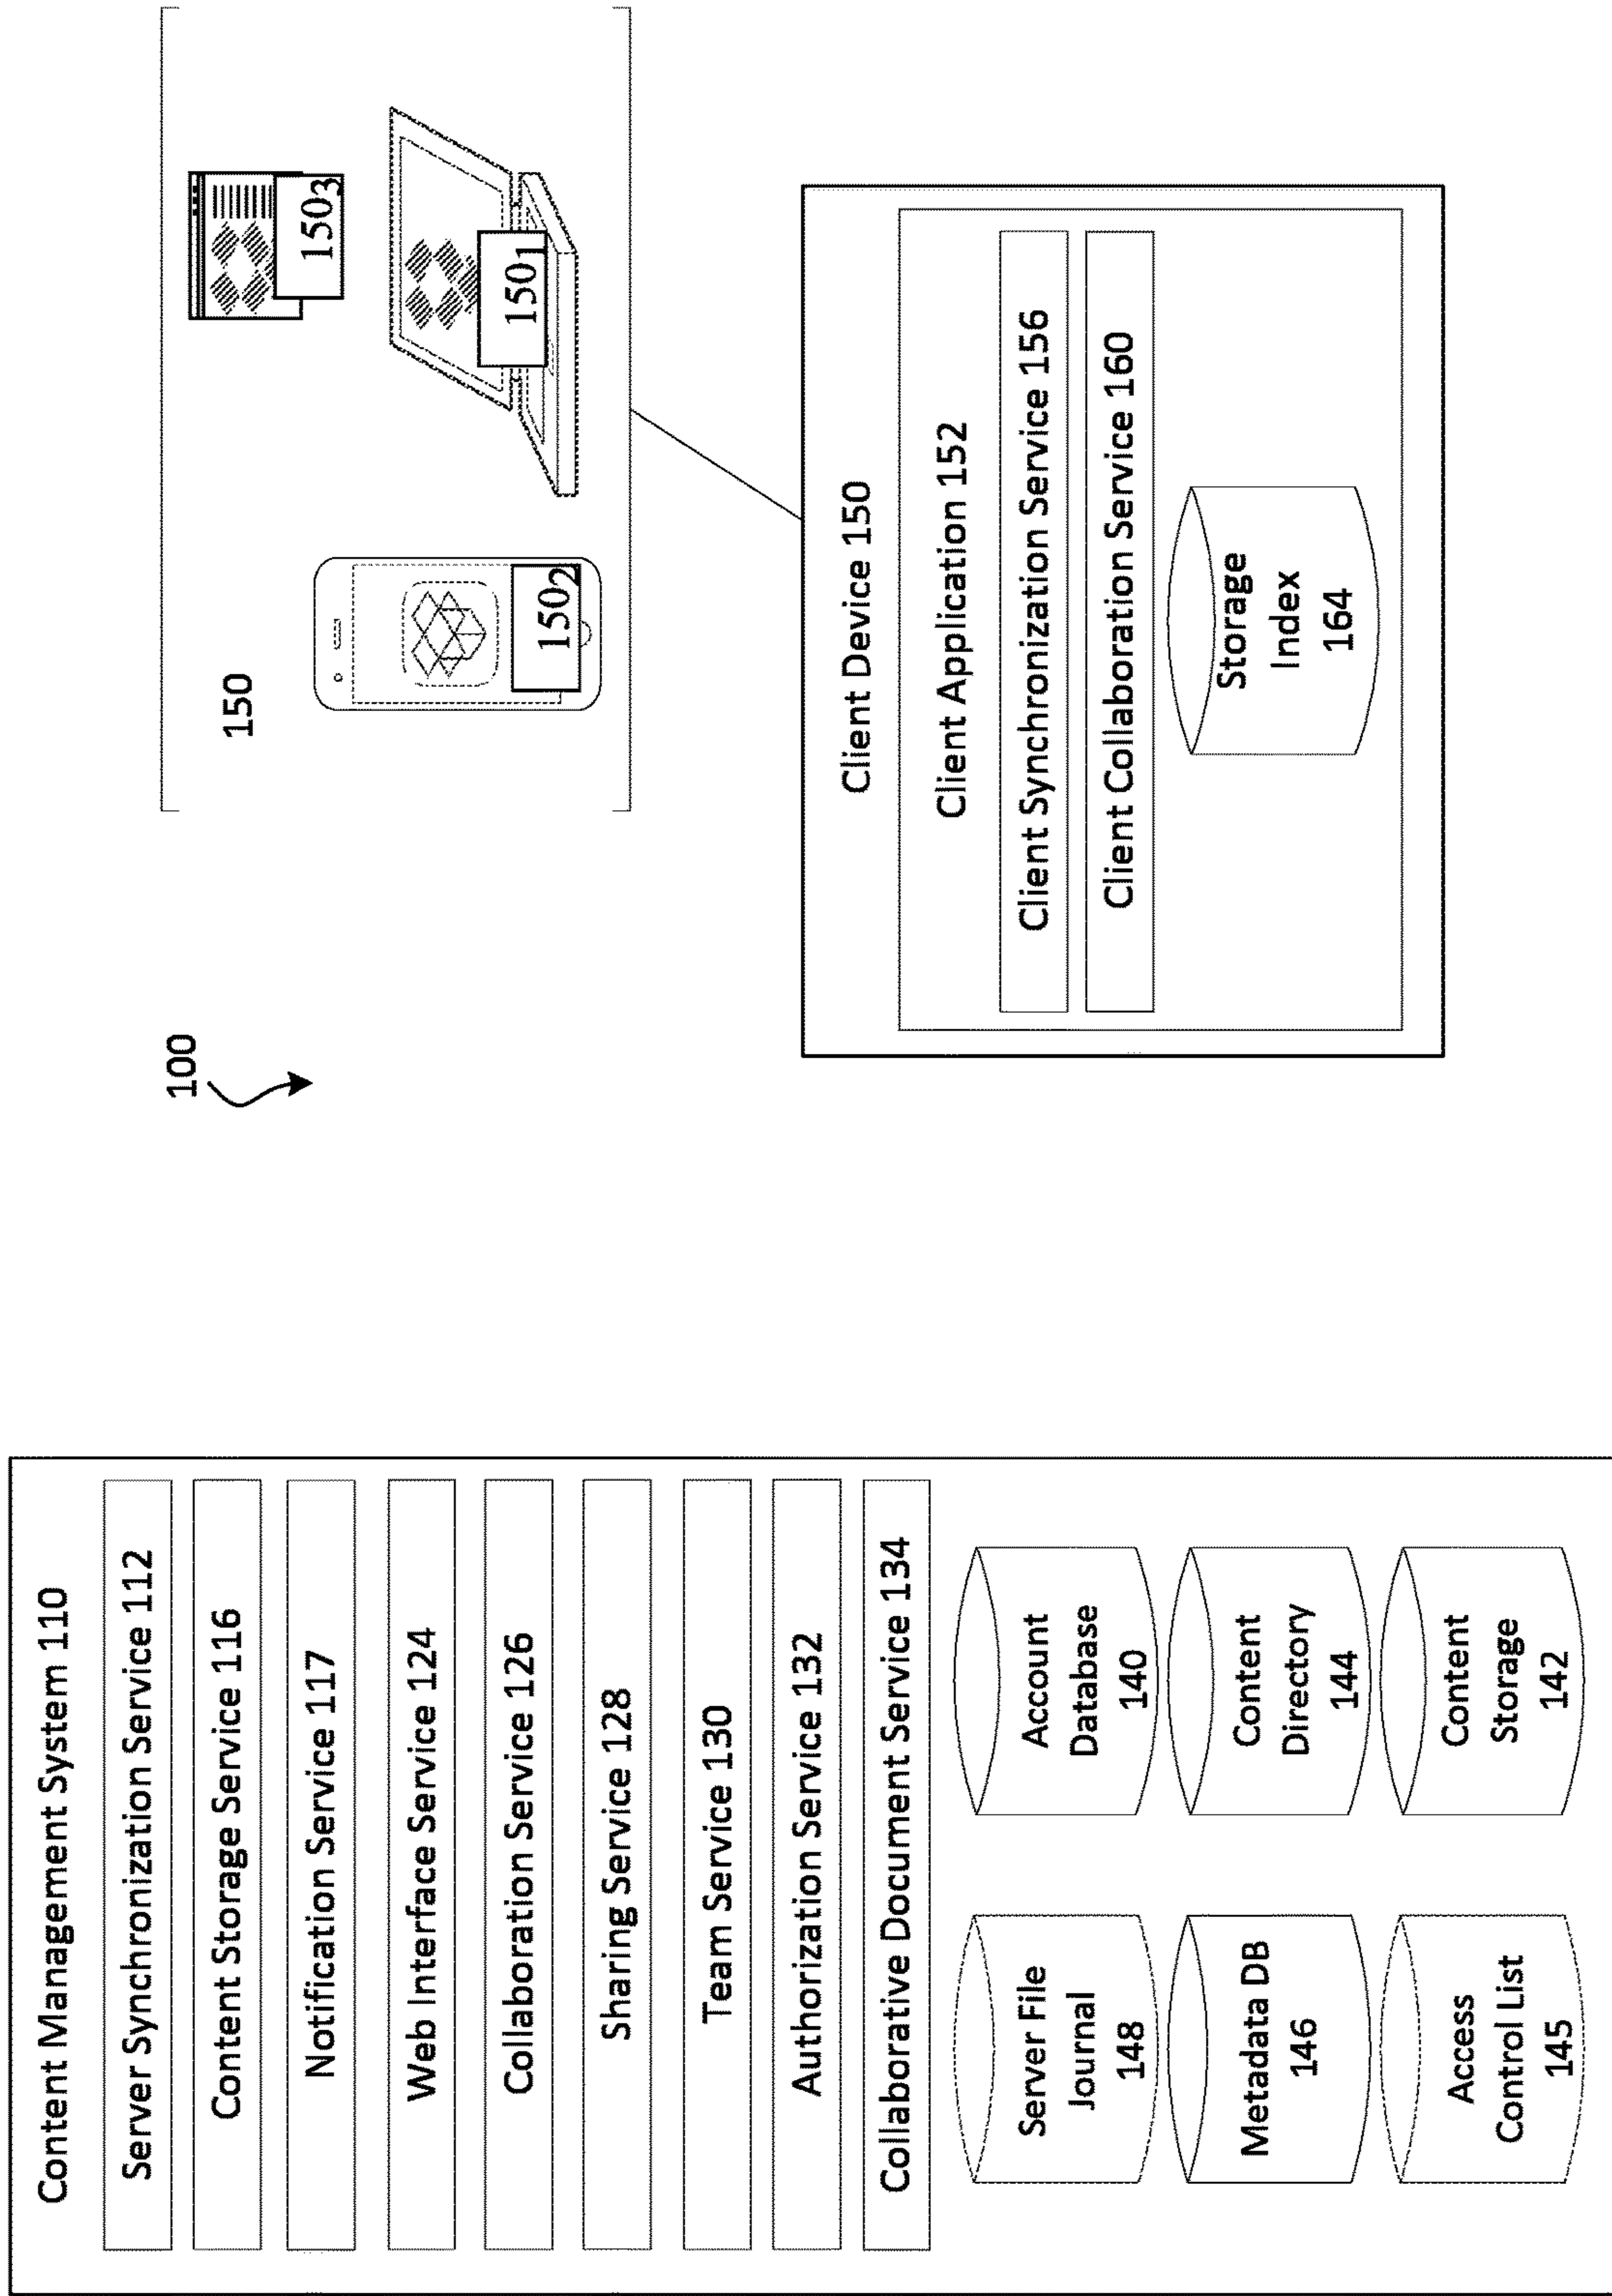 100
Content Management System 110
Server Synchronization Service 112
Content Storage Service 116
Notification Service 117
Web Interface Service 124
Collaboration Service 126
Sharing Service 128
Team Service 130
Authorization Service 132
Collaborative Document Service 134
Server File
Journal
148
Account
Database
140
Metadata DB
146
Content
Directory
144
Access
Control List
145
Content
Storage
142
150
150₂
150₁
150₃
Client Device 150
Client Application 152
Client Synchronization Service 156
Client Collaboration Service 160
Storage
Index
164